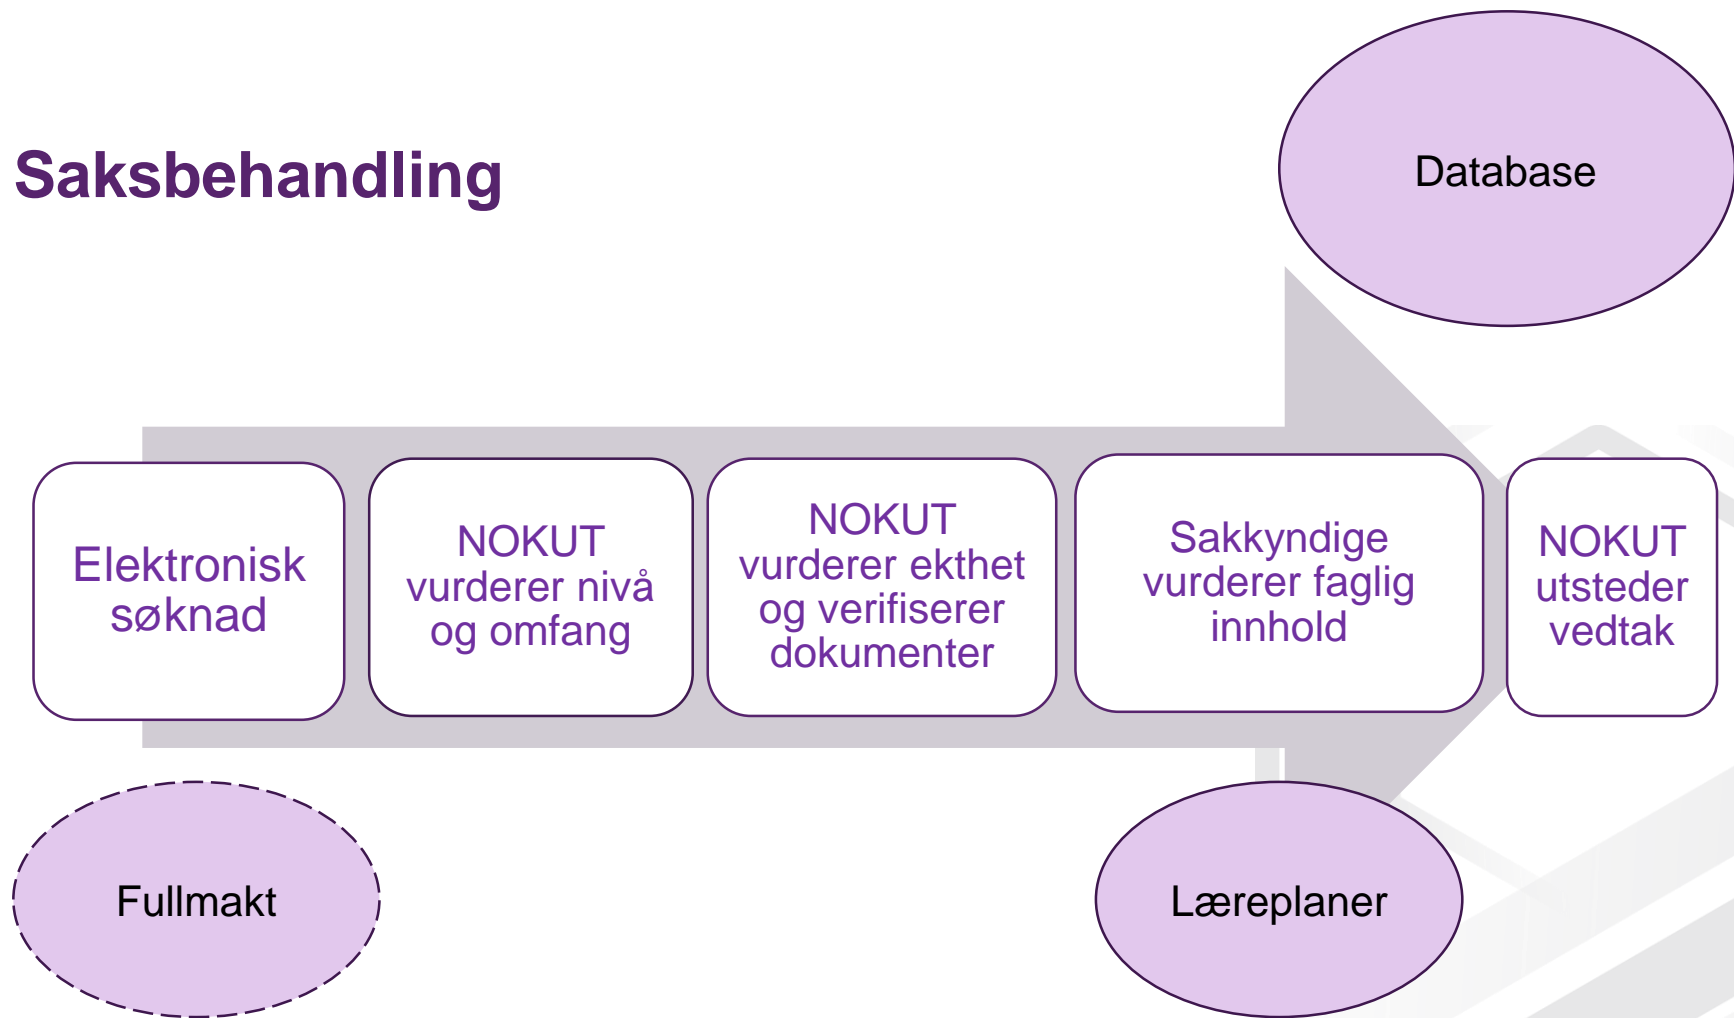 Saksbehandling
Database
Elektronisk
søknad
NOKUT
vurderer nivå
og omfang
NOKUT
vurderer ekthet
og verifiserer
dokumenter
Sakkyndige
vurderer faglig
innhold
NOKUT
utsteder
vedtak
Fullmakt
Læreplaner